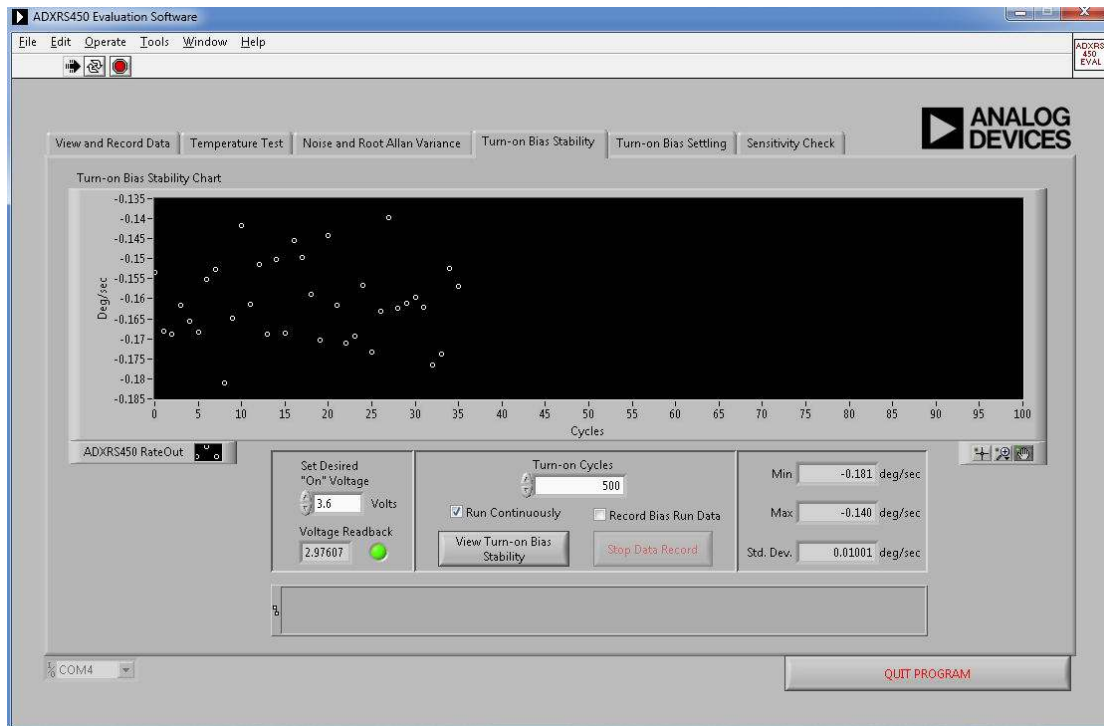 ADXRS450 Evaluation Software
File Edit Operate Tools Window Help
ADXRS
450
EVAL
ANALOG
DEVICES
View and Record Data Temperature Test Noise and Root Allan Variance Turn-on Bias Stability Turn-on Bias Settling Sensitivity Check
Turn-on Bias Stability Chart
-0.135
-0.14
-0.145
-0.15
-0.155
-0.16
-0.165
-0.17
-0.175
-0.18
-0.185
Deg/sec
0 5 10 15 20 25 30 35 40 45 50 55 60 65 70 75 80 85 90 95 100
Cycles
ADXRS450 RateOut
Set Desired
"On" Voltage
3.6 Volts
Voltage Readback
2.97607
Turn-on Cycles
500
Run Continuously Record Bias Run Data
View Turn-on Bias
Stability
Stop Data Record
Min -0.181 deg/sec
Max -0.140 deg/sec
Std. Dev. 0.01001 deg/sec
I/O COM4
QUIT PROGRAM